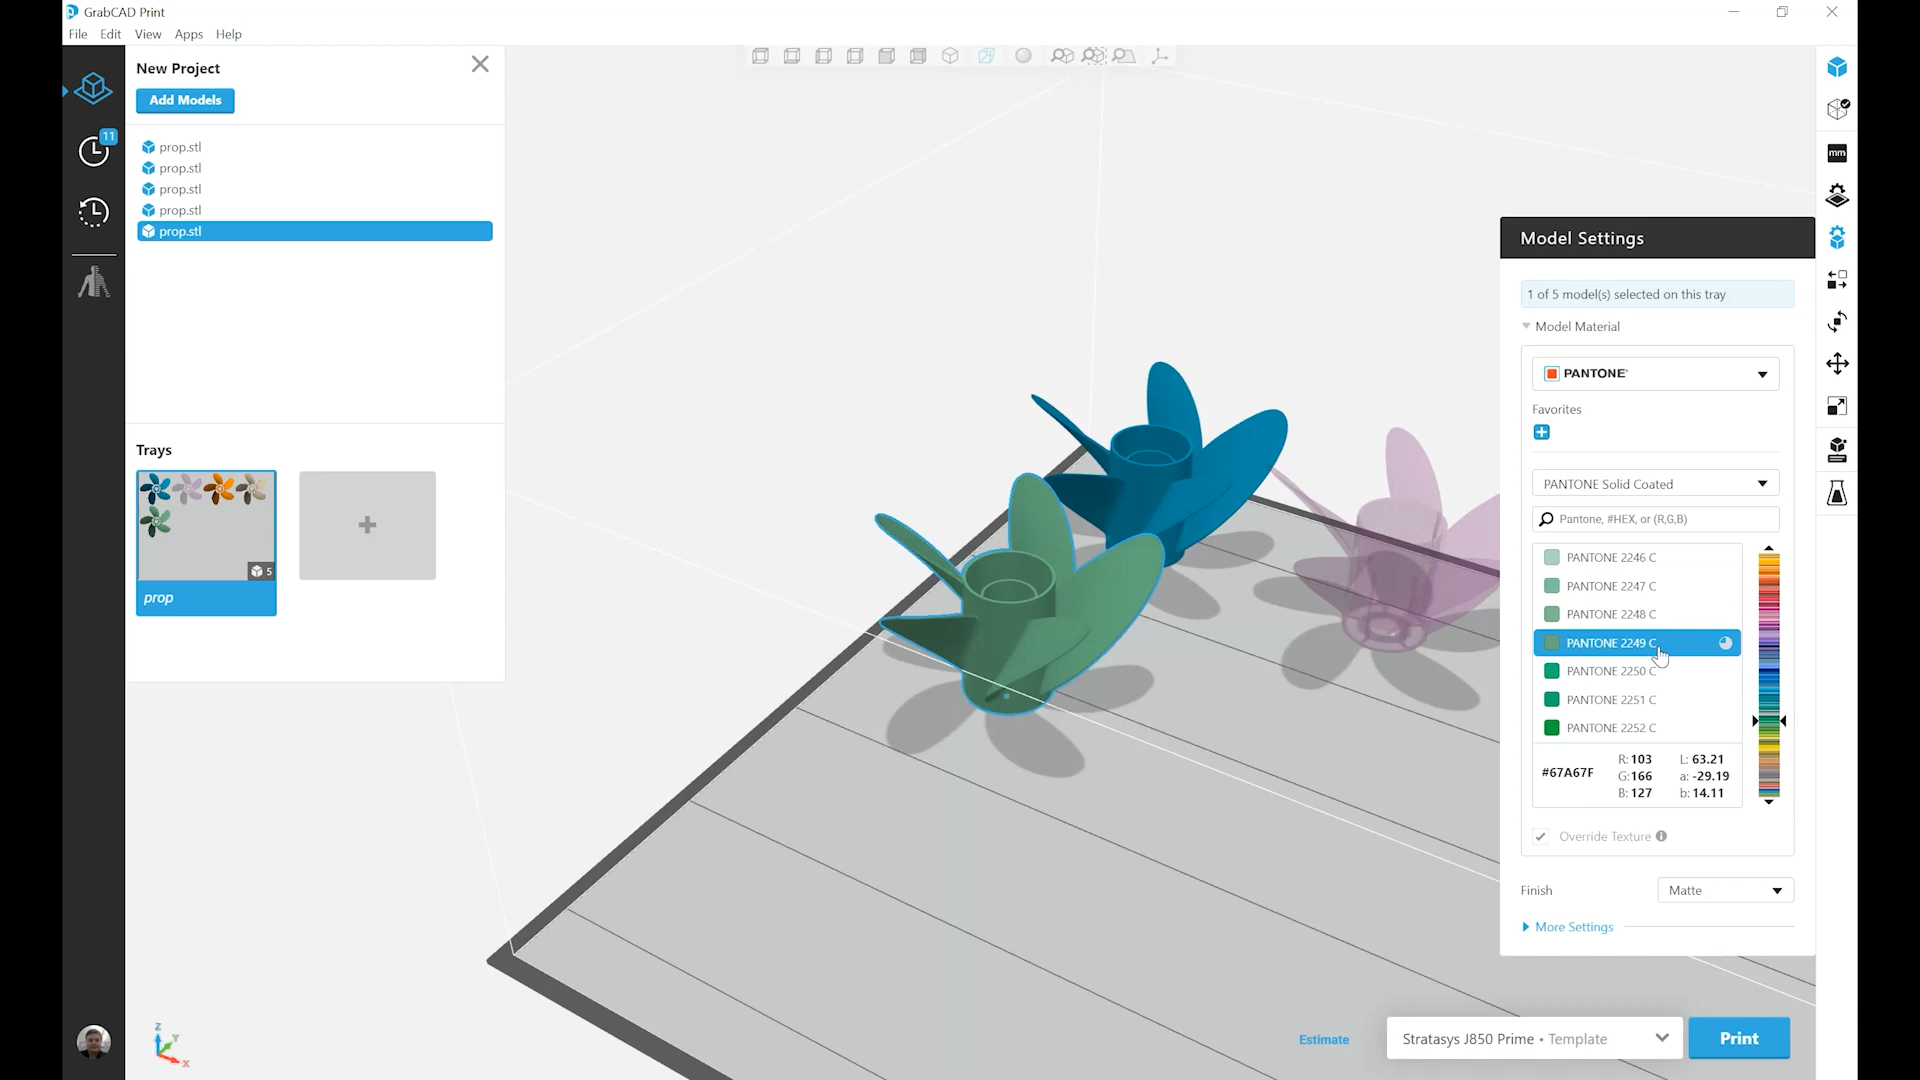 GrabCAD Print
File Edit View Apps Help
New Project
Add Models
11
prop.stl
prop.stl
prop.stl
prop.stl
prop.stl
Trays
5
prop
mm
Model Settings
1 of 5 model(s) selected on this tray
Model Material
PANTONE®
Favorites
PANTONE Solid Coated
Pantone, #HEX, or (R,G,B)
PANTONE 2246 C
PANTONE 2247 C
PANTONE 2248 C
PANTONE 2249 C
PANTONE 2250 C
PANTONE 2251 C
PANTONE 2252 C
#67A67F
R: 103 L: 63.21
G: 166 a: -29.19
B: 127 b: 14.11
Override Texture
Finish Matte
More Settings
Z
Y
X
Estimate
Stratasys J850 Prime • Template
Print